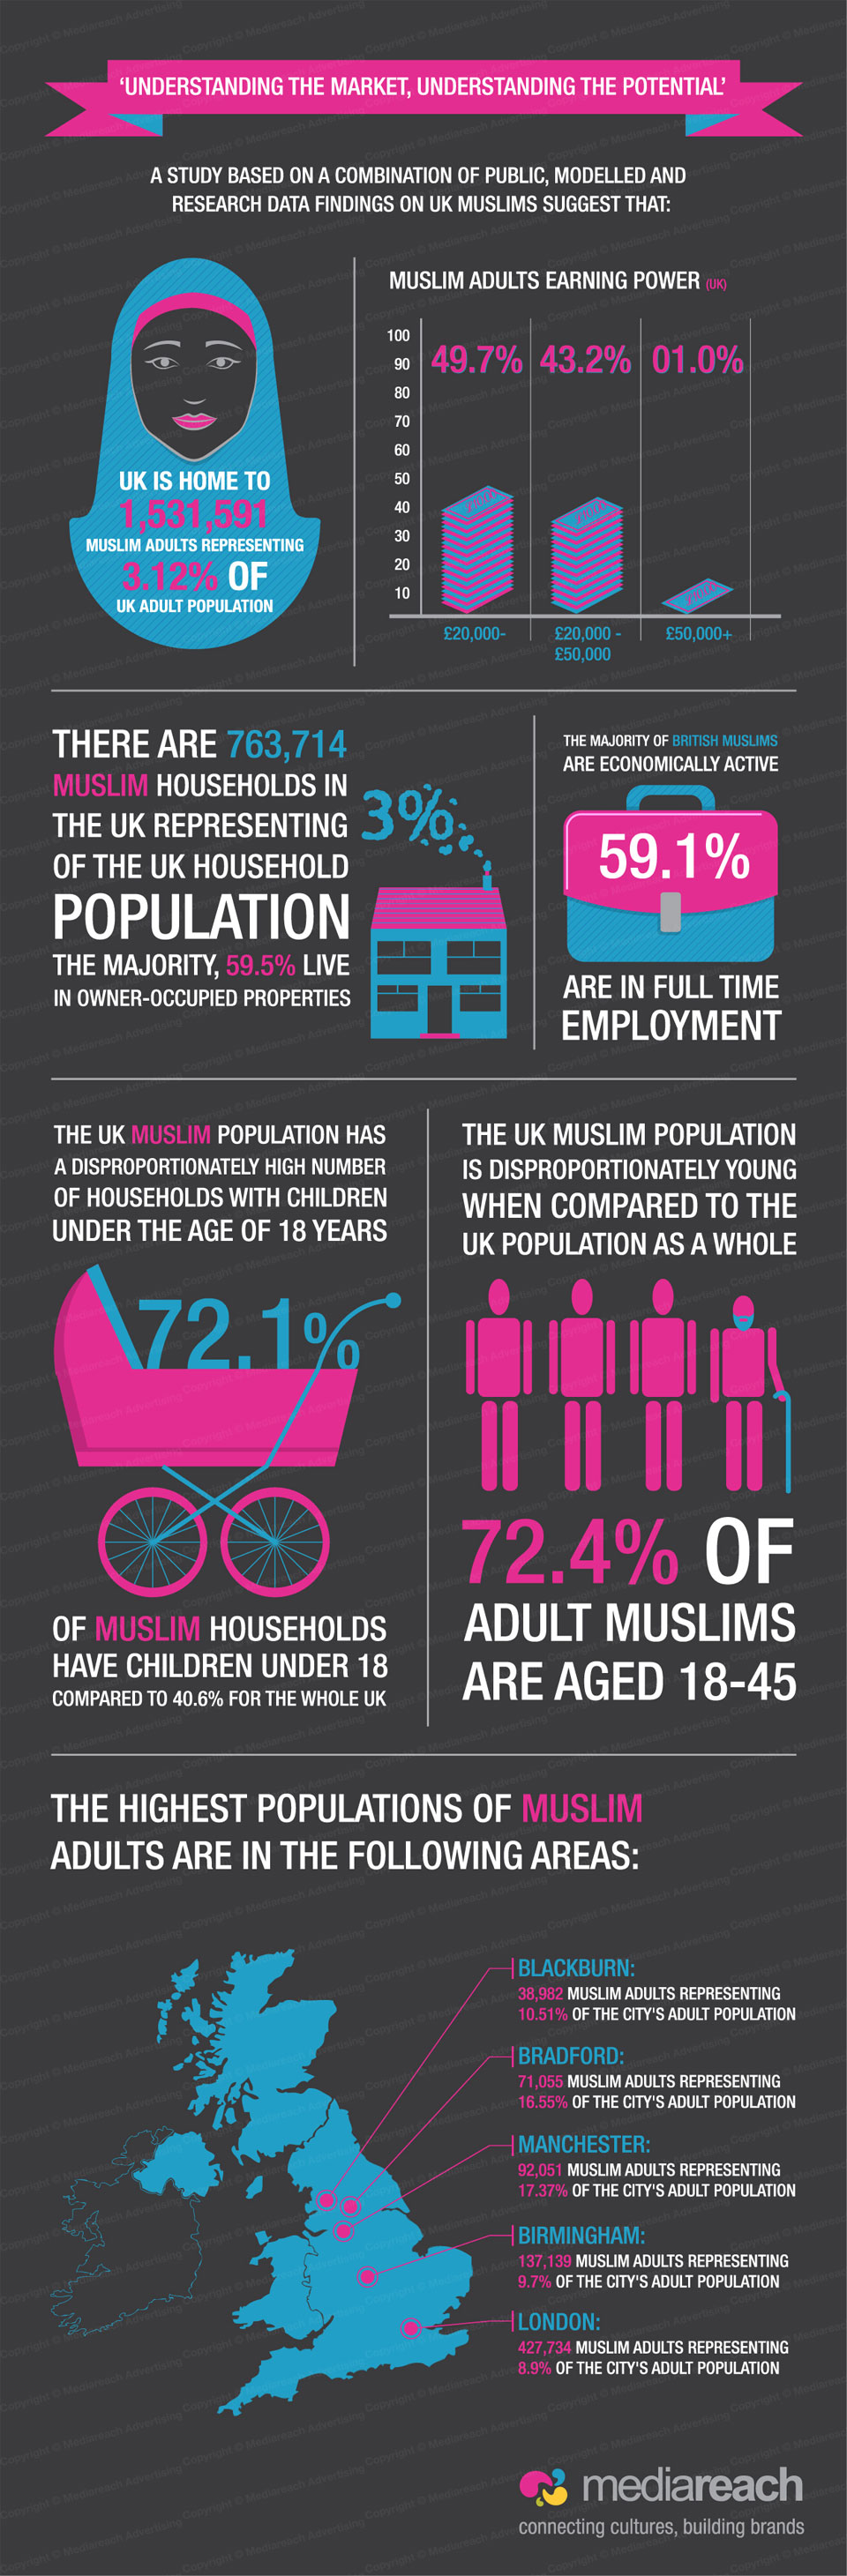 'UNDERSTANDING THE MARKET, UNDERSTANDING THE POTENTIAL'
A STUDY BASED ON A COMBINATION OF PUBLIC, MODELLED AND
RESEARCH DATA FINDINGS ON UK MUSLIMS SUGGEST THAT:
UK IS HOME TO
1,531,591
MUSLIM ADULTS REPRESENTING
3.12% OF
UK ADULT POPULATION
MUSLIM ADULTS EARNING POWER (UK)
100
90
80
70
60
50
40
30
20
10
49.7% 43.2% 01.0%
£20,000-
£20,000 -
£50,000
£50,000+
THERE ARE 763,714
MUSLIM HOUSEHOLDS IN
THE UK REPRESENTING 3%
OF THE UK HOUSEHOLD
POPULATION
THE MAJORITY, 59.5% LIVE
IN OWNER-OCCUPIED PROPERTIES
THE MAJORITY OF BRITISH MUSLIMS
ARE ECONOMICALLY ACTIVE
59.1%
ARE IN FULL TIME
EMPLOYMENT
THE UK MUSLIM POPULATION HAS
A DISPROPORTIONATELY HIGH NUMBER
OF HOUSEHOLDS WITH CHILDREN
UNDER THE AGE OF 18 YEARS
72.1%
OF MUSLIM HOUSEHOLDS
HAVE CHILDREN UNDER 18
COMPARED TO 40.6% FOR THE WHOLE UK
THE UK MUSLIM POPULATION
IS DISPROPORTIONATELY YOUNG
WHEN COMPARED TO THE
UK POPULATION AS A WHOLE
72.4% OF
ADULT MUSLIMS
ARE AGED 18-45
THE HIGHEST POPULATIONS OF MUSLIM
ADULTS ARE IN THE FOLLOWING AREAS:
BLACKBURN:
38,982 MUSLIM ADULTS REPRESENTING
10.51% OF THE CITY'S ADULT POPULATION
BRADFORD:
71,055 MUSLIM ADULTS REPRESENTING
16.55% OF THE CITY'S ADULT POPULATION
MANCHESTER:
92,051 MUSLIM ADULTS REPRESENTING
17.37% OF THE CITY'S ADULT POPULATION
BIRMINGHAM:
137,139 MUSLIM ADULTS REPRESENTING
9.7% OF THE CITY'S ADULT POPULATION
LONDON:
427,734 MUSLIM ADULTS REPRESENTING
8.9% OF THE CITY'S ADULT POPULATION
mediareach
connecting cultures, building brands
Copyright © Mediareach Advertising